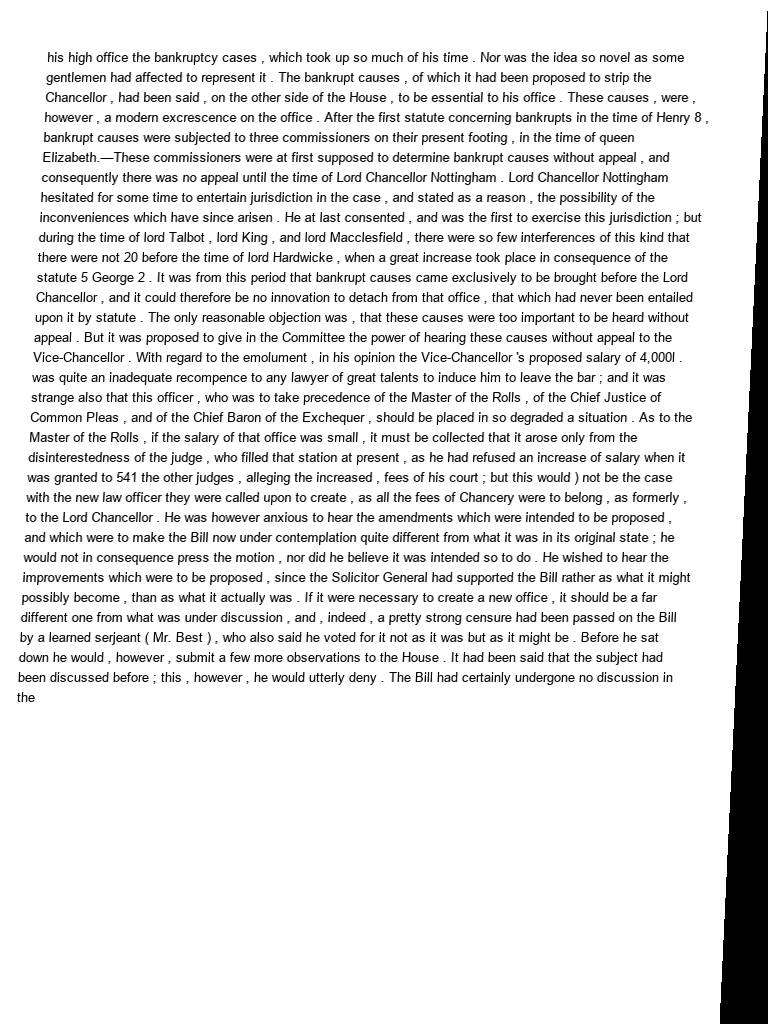 his high office the bankruptcy cases , which took up so much of his time . Nor was the idea so novel as some
gentlemen had affected to represent it . The bankrupt causes , of which it had been proposed to strip the
Chancellor , had been said , on the other side of the House , to be essential to his office . These causes , were ,
however , a modern excrescence on the office . After the first statute concerning bankrupts in the time of Henry 8 ,
bankrupt causes were subjected to three commissioners on their present footing , in the time of queen
Elizabeth.—These commissioners were at first supposed to determine bankrupt causes without appeal , and
consequently there was no appeal until the time of Lord Chancellor Nottingham . Lord Chancellor Nottingham
hesitated for some time to entertain jurisdiction in the case , and stated as a reason , the possibility of the
inconveniences which have since arisen . He at last consented , and was the first to exercise this jurisdiction ; but
during the time of lord Talbot , lord King , and lord Macclesfield , there were so few interferences of this kind that
there were not 20 before the time of lord Hardwicke , when a great increase took place in consequence of the
statute 5 George 2 . It was from this period that bankrupt causes came exclusively to be brought before the Lord
Chancellor , and it could therefore be no innovation to detach from that office , that which had never been entailed
upon it by statute . The only reasonable objection was , that these causes were too important to be heard without
appeal . But it was proposed to give in the Committee the power of hearing these causes without appeal to the
Vice-Chancellor . With regard to the emolument , in his opinion the Vice-Chancellor 's proposed salary of 4,000l .
was quite an inadequate recompence to any lawyer of great talents to induce him to leave the bar ; and it was
strange also that this officer , who was to take precedence of the Master of the Rolls , of the Chief Justice of
Common Pleas , and of the Chief Baron of the Exchequer , should be placed in so degraded a situation . As to the
Master of the Rolls , if the salary of that office was small , it must be collected that it arose only from the
disinterestedness of the judge , who filled that station at present , as he had refused an increase of salary when it
was granted to 541 the other judges , alleging the increased , fees of his court ; but this would ) not be the case
with the new law officer they were called upon to create , as all the fees of Chancery were to belong , as formerly ,
to the Lord Chancellor . He was however anxious to hear the amendments which were intended to be proposed ,
and which were to make the Bill now under contemplation quite different from what it was in its original state ; he
would not in consequence press the motion , nor did he believe it was intended so to do . He wished to hear the
improvements which were to be proposed , since the Solicitor General had supported the Bill rather as what it might
possibly become , than as what it actually was . If it were necessary to create a new office , it should be a far
different one from what was under discussion , and , indeed , a pretty strong censure had been passed on the Bill
by a learned serjeant ( Mr. Best ) , who also said he voted for it not as it was but as it might be . Before he sat
down he would , however , submit a few more observations to the House . It had been said that the subject had
been discussed before ; this , however , he would utterly deny . The Bill had certainly undergone no discussion in
the